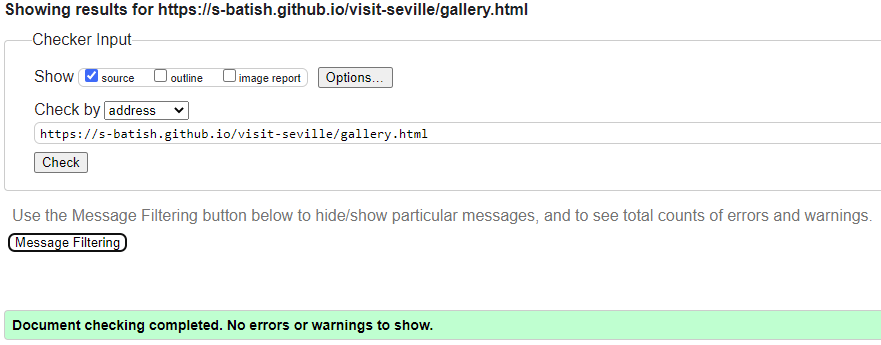 Showing results for https://s-batish.github.io/visit-seville/gallery.html
Checker Input
Show source outline image report Options...
Check by address
https://s-batish.github.io/visit-seville/gallery.html
Check
Use the Message Filtering button below to hide/show particular messages, and to see total counts of errors and warnings.
Message Filtering
Document checking completed. No errors or warnings to show.